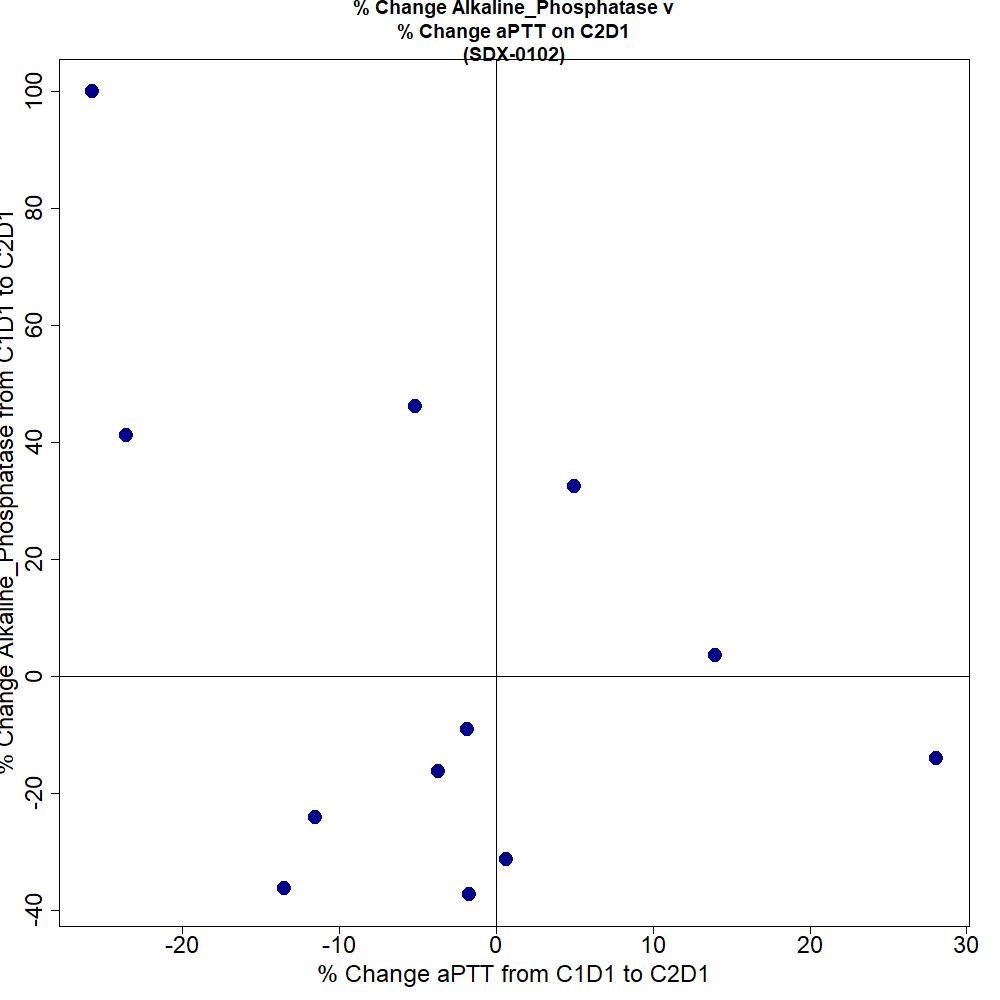 % Change Alkaline_Phosphatase v
% Change aPTT on C2D1
(SDX-0102)
% Change Alkaline_Phosphatase from C1D1 to C2D1
100
80
60
40
20
0
-20
-40
-20
-10
0
10
20
30
% Change aPTT from C1D1 to C2D1